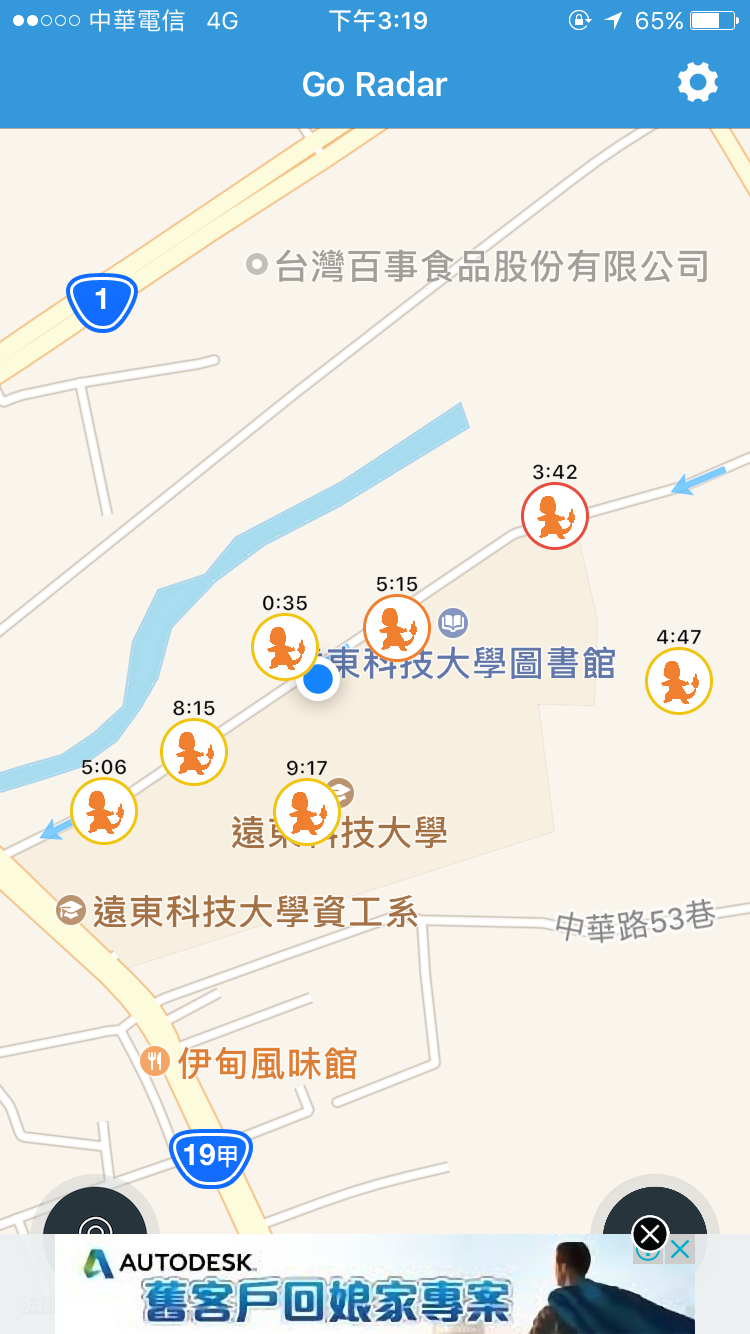 中華電信 4G 下午3:19 65%
Go Radar
台灣百事食品股份有限公司
1
3:42
5:15
0:35
4:47
東科技大學圖書館
8:15
5:06
9:17
遠東科技大學
遠東科技大學資工系
中華路53巷
伊甸風味館
19甲
AUTODESK
舊客戶回娘家專案